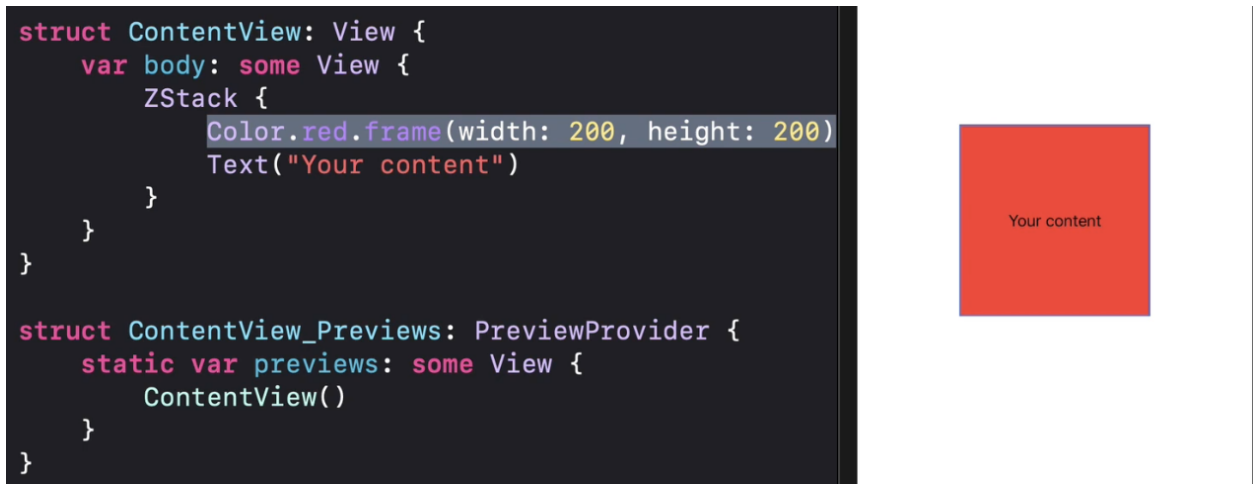 struct ContentView: View {
    var body: some View {
        ZStack {
            Color.red.frame(width: 200, height: 200)
            Text("Your content")
        }
    }
}
struct ContentView_Previews: PreviewProvider {
    static var previews: some View {
        ContentView()
    }
}
Your content